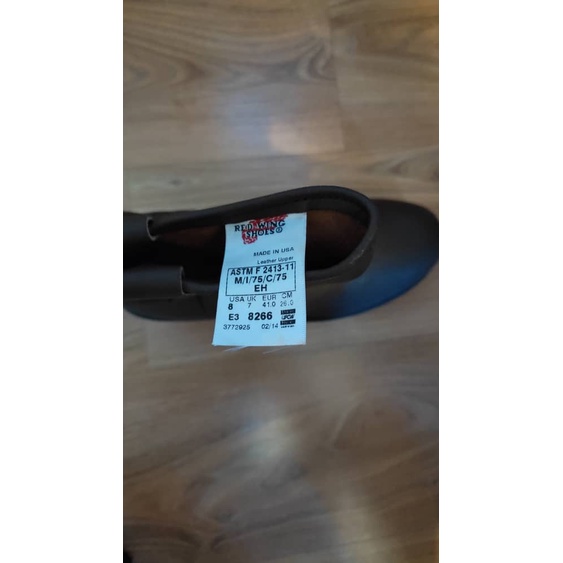 RED WING
SHOES®
MADE IN USA
Leather Upper
ASTM F 2413-11
M/I/75/C/75
EH
USA UK EUR CM
8 7 41.0 26.0
E3 8266
3772925 02/14